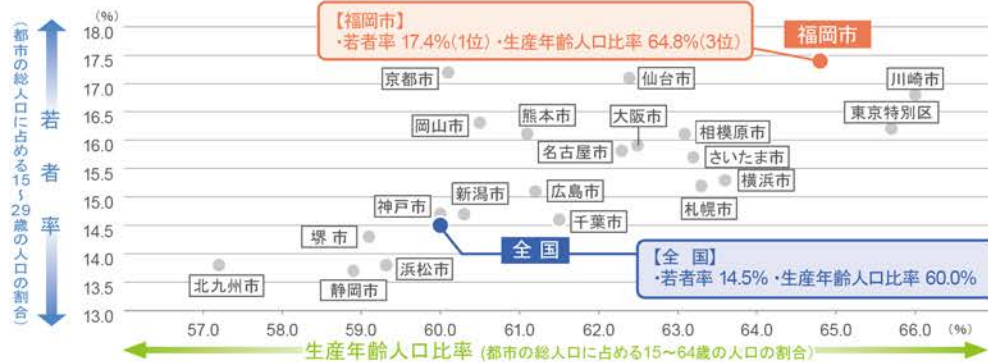 (%)
18.0
17.5
17.0
16.5
16.0
15.5
15.0
14.5
14.0
13.5
13.0
若者率
(都市の総人口に占める15～29歳の人口の割合)
【福岡市】
・若者率 17.4%(1位) ・生産年齢人口比率 64.8%(3位)
福岡市
京都市
仙台市
川崎市
東京特別区
岡山市
熊本市
大阪市
相模原市
名古屋市
さいたま市
横浜市
札幌市
新潟市
広島市
神戸市
千葉市
堺 市
全 国
【全 国】
・若者率 14.5% ・生産年齢人口比率 60.0%
浜松市
北九州市
静岡市
57.0 58.0 59.0 60.0 61.0 62.0 63.0 64.0 65.0 66.0 (%)
生産年齢人口比率 (都市の総人口に占める15～64歳の人口の割合)